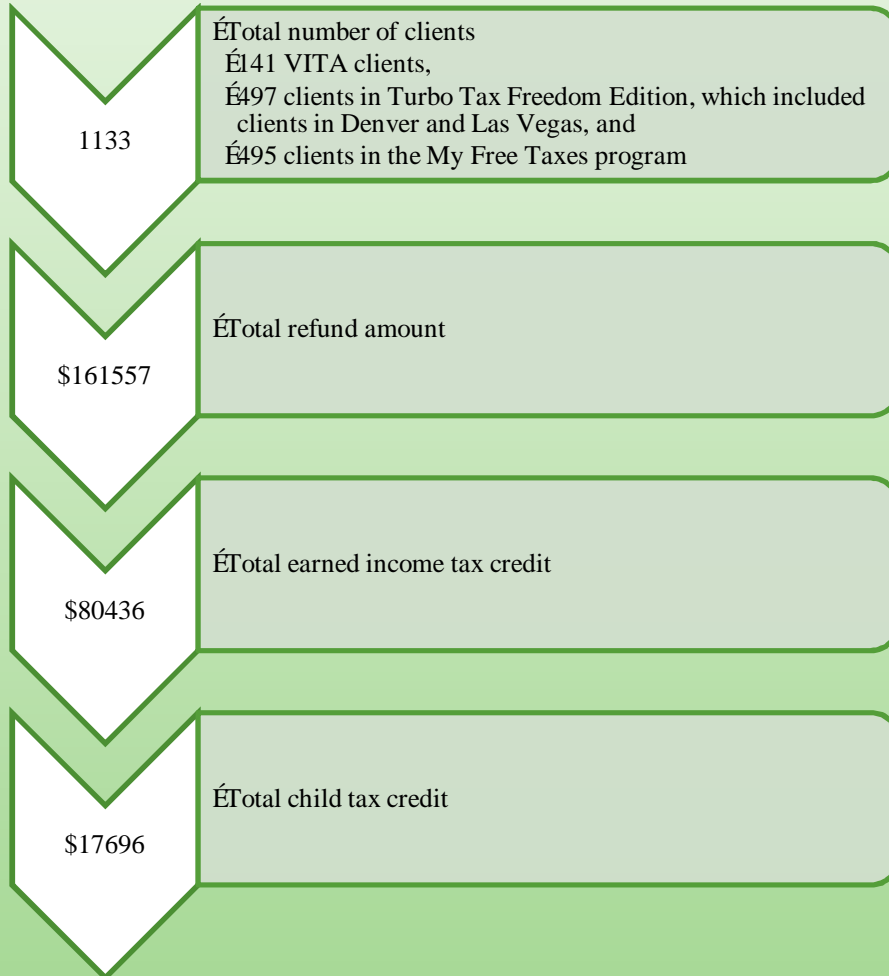 ÉTotal number of clients
É141 VITA clients,
É497 clients in Turbo Tax Freedom Edition, which included
clients in Denver and Las Vegas, and
É495 clients in the My Free Taxes program
1133
ÉTotal refund amount
$161557
ÉTotal earned income tax credit
$80436
ÉTotal child tax credit
$17696